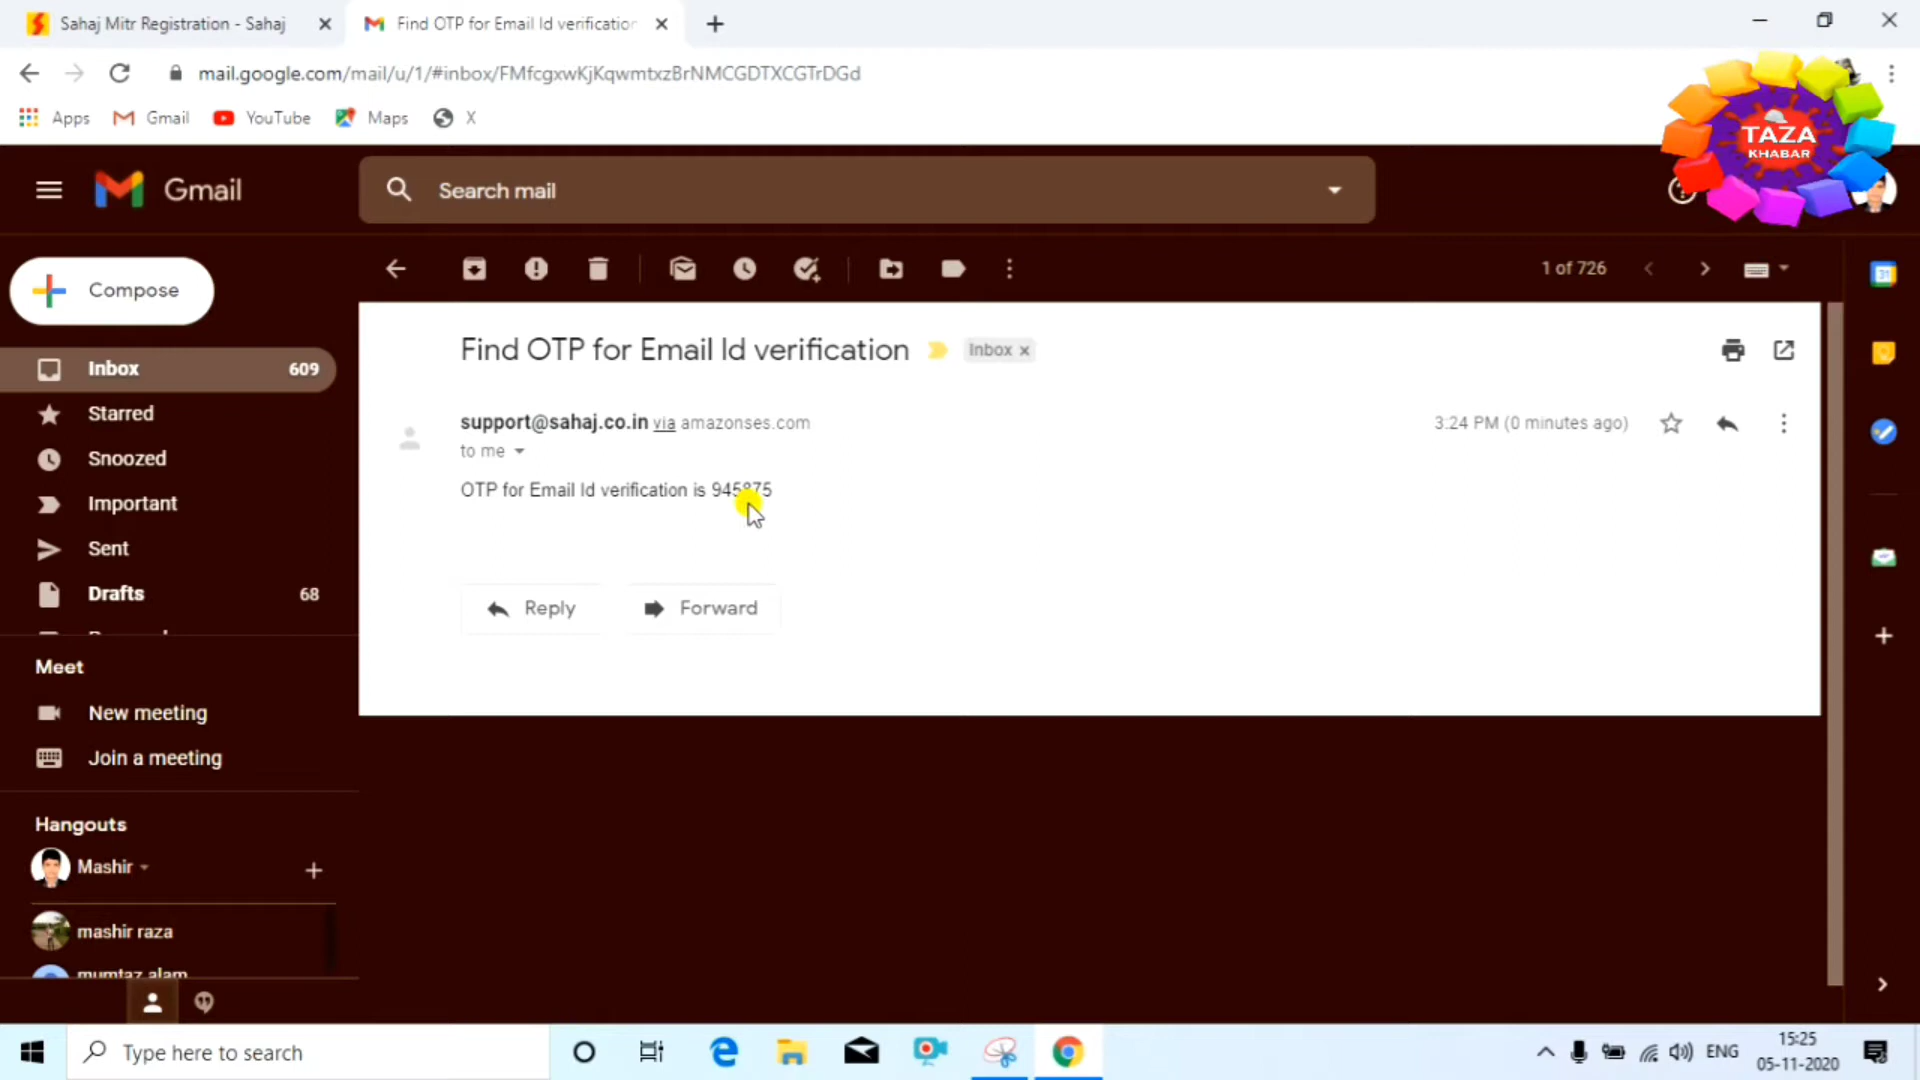 Sahaj Mitr Registration - Sahaj
Find OTP for Email Id verification
mail.google.com/mail/u/1/#inbox/FMfcgxwKjKqwmtxzBrNMCGDTXCGTrDGd
Apps
Gmail
YouTube
Maps
X
TAZA
KHABAR
Gmail
Search mail
Compose
1 of 726
31
Inbox 609
Starred
Snoozed
Important
Sent
Drafts 68
Find OTP for Email Id verification
Inbox x
support@sahaj.co.in via amazonses.com
3:24 PM (0 minutes ago)
to me
OTP for Email Id verification is 945875
Reply
Forward
Meet
New meeting
Join a meeting
Hangouts
Mashir
mashir raza
mumtaz alam
Type here to search
ENG
15:25
05-11-2020